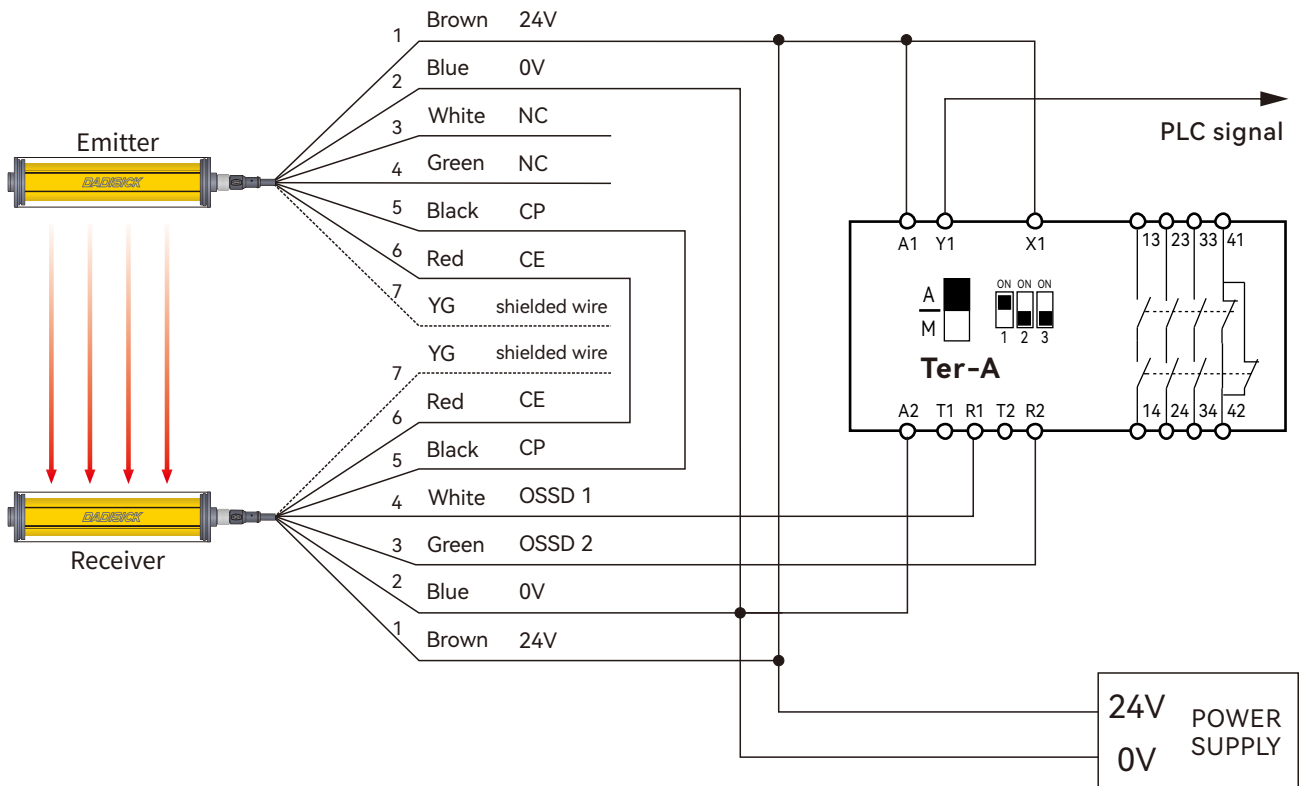 Emitter
DADISICK
1 Brown 24V
2 Blue 0V
3 White NC
4 Green NC
5 Black CP
6 Red CE
7 YG shielded wire
YG shielded wire
7
Red CE
6
Black CP
5
White OSSD 1
4
3 Green OSSD 2
2 Blue 0V
1 Brown 24V
DADISICK
Receiver
PLC signal
A1 Y1 X1 13 23 33 41
A
M
ON ON ON
1 2 3
Ter-A
A2 T1 R1 T2 R2 14 24 34 42
24V
0V
POWER
SUPPLY